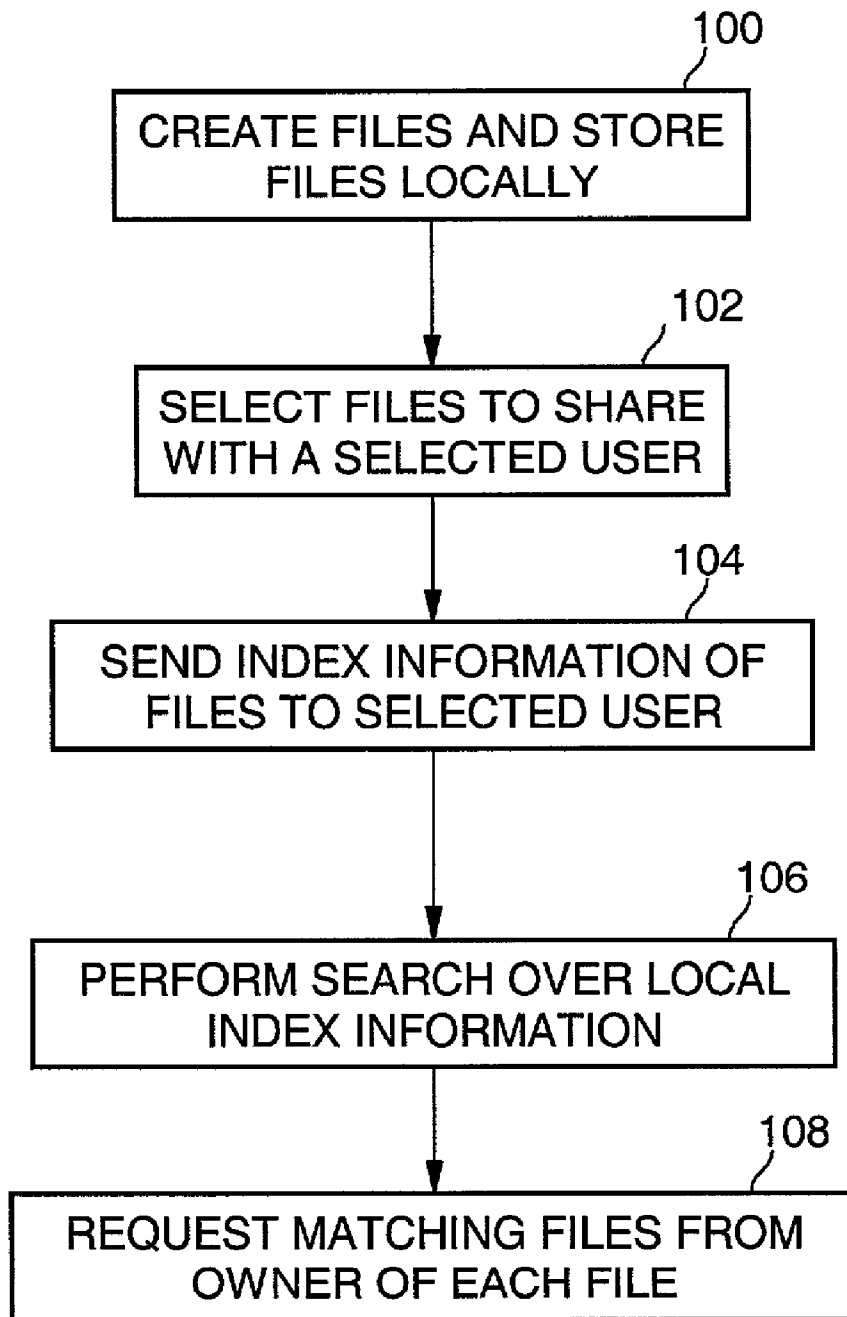 100
CREATE FILES AND STORE
FILES LOCALLY
102
SELECT FILES TO SHARE
WITH A SELECTED USER
104
SEND INDEX INFORMATION OF
FILES TO SELECTED USER
106
PERFORM SEARCH OVER LOCAL
INDEX INFORMATION
108
REQUEST MATCHING FILES FROM
OWNER OF EACH FILE